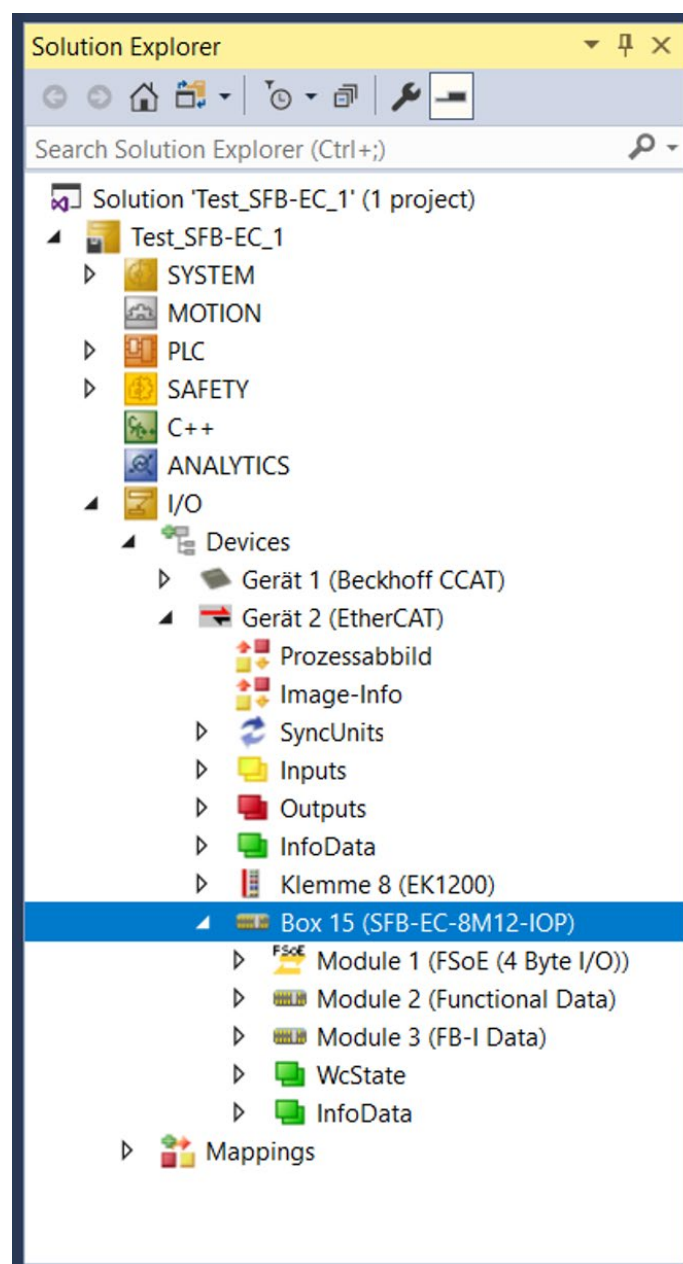 Solution Explorer
Search Solution Explorer (Ctrl+;)
Solution 'Test_SFB-EC_1' (1 project)
Test_SFB-EC_1
SYSTEM
MOTION
PLC
SAFETY
C++
ANALYTICS
I/O
Devices
Gerät 1 (Beckhoff CCAT)
Gerät 2 (EtherCAT)
Prozessabbild
Image-Info
SyncUnits
Inputs
Outputs
InfoData
Klemme 8 (EK1200)
Box 15 (SFB-EC-8M12-IOP)
FSoE Module 1 (FSoE (4 Byte I/O))
Module 2 (Functional Data)
Module 3 (FB-I Data)
WcState
InfoData
Mappings